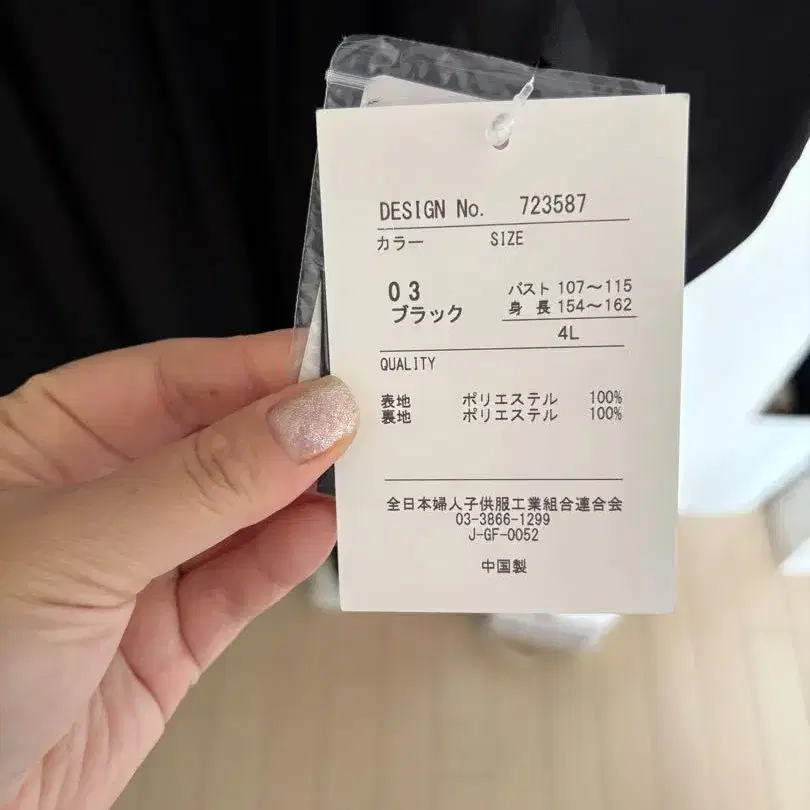 DESIGN No. 723587
カラー SIZE
03
ブラック
バスト 107〜115
身 長 154〜162
4L
QUALITY
表地 ポリエステル 100%
裏地 ポリエステル 100%
全日本婦人子供服工業組合連合会
03-3866-1299
J-GF-0052
中国製